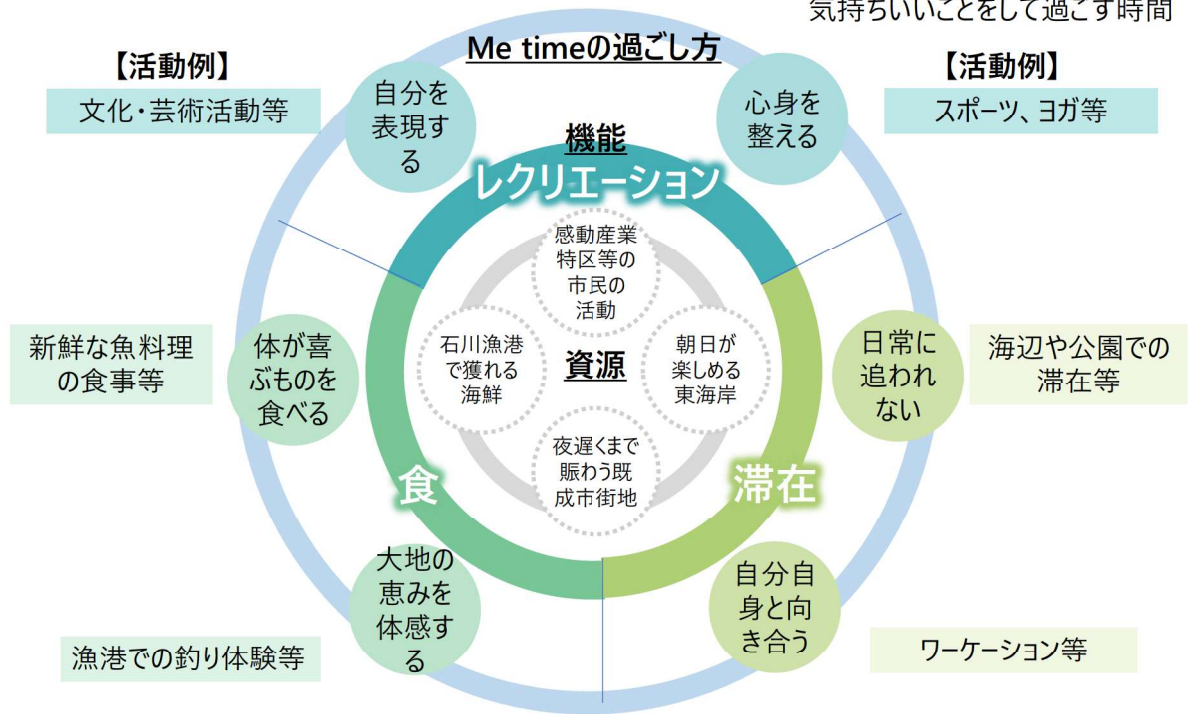 気持ちいいことをして過ごす時間
Me timeの過ごし方
【活動例】
文化・芸術活動等
自分を
表現す
る
心身を
整える
【活動例】
スポーツ、ヨガ等
機能
レクリエーション
感動産業
特区等の
市民の
活動
新鮮な魚料理
の食事等
体が喜
ぶものを
食べる
石川漁港
で獲れる
海鮮
資源
朝日が
楽しめる
東海岸
日常に
追われ
ない
海辺や公園での
滞在等
夜遅くまで
賑わう既
成市街地
食
滞在
大地の
恵みを
体感す
る
漁港での釣り体験等
自分自
身と向
き合う
ワーケーション等